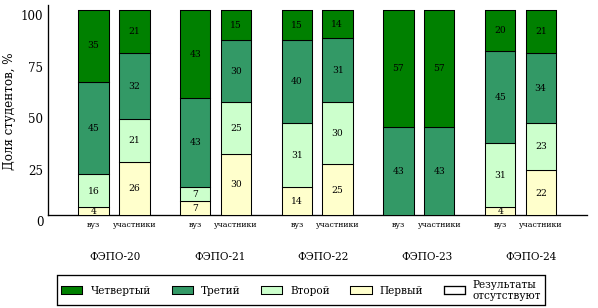 100
75
50
25
0
Доля студентов, %
35 21 43 15 15 14 57 57 20 21
45 32 43 30 40 31 43 43 45 34
16 21 7 25 31 30 31 23
4 26 7 30 14 25 4 22
вуз участники вуз участники вуз участники вуз участники вуз участники
ФЭПО-20 ФЭПО-21 ФЭПО-22 ФЭПО-23 ФЭПО-24
Четвертый Третий Второй Первый Результаты
отсутствуют